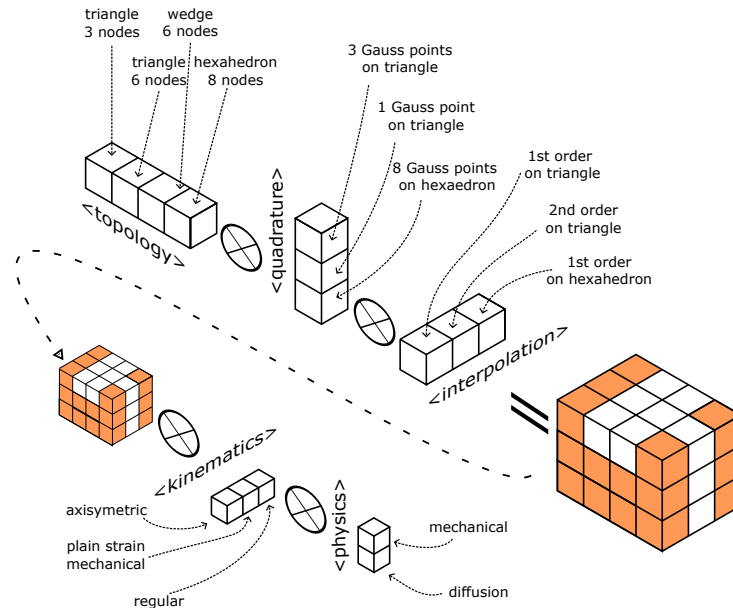 triangle
3 nodes
wedge
6 nodes
triangle
6 nodes
hexahedron
8 nodes
3 Gauss points
on triangle
1 Gauss point
on triangle
8 Gauss points
on hexaedron
1st order
on triangle
2nd order
on triangle
1st order
on hexahedron
<topology>
<quadrature>
<interpolation>
<kinematics>
<physics>
axisymetric
plain strain
mechanical
regular
mechanical
diffusion